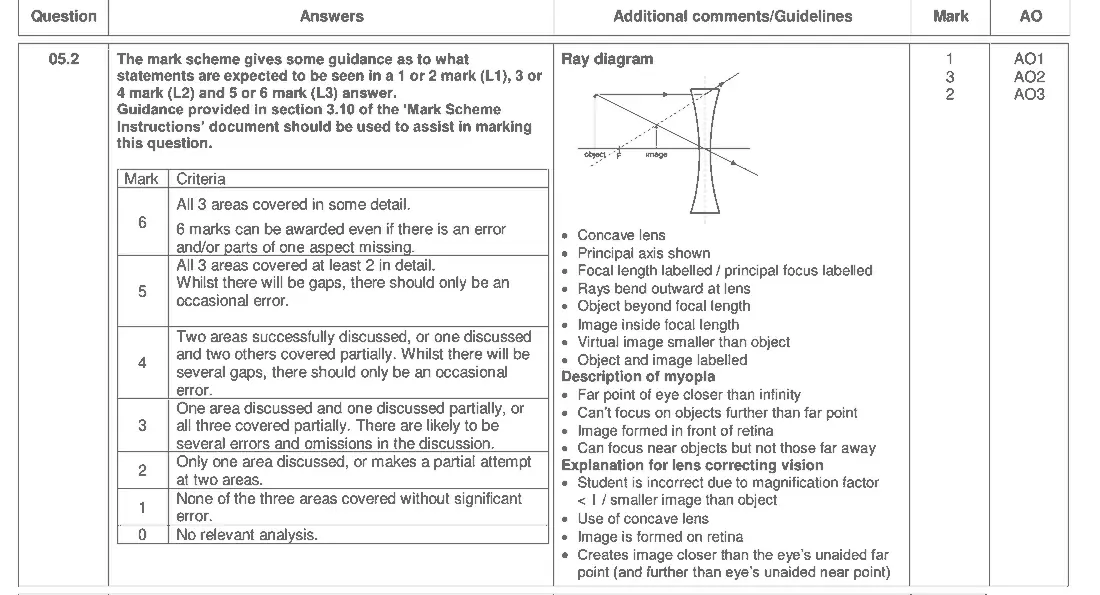 Question Answers Additional comments/Guidelines Mark AO
05.2
The mark scheme gives some guidance as to what
statements are expected to be seen in a 1 or 2 mark (L1), 3 or
4 mark (L2) and 5 or 6 mark (L3) answer.
Guidance provided in section 3.10 of the 'Mark Scheme
Instructions' document should be used to assist in marking
this question.
Mark Criteria
6
All 3 areas covered in some detail.
6 marks can be awarded even if there is an error
and/or parts of one aspect missing.
5
All 3 areas covered at least 2 in detail.
Whilst there will be gaps, there should only be an
occasional error.
4
Two areas successfully discussed, or one discussed
and two others covered partially. Whilst there will be
several gaps, there should only be an occasional
error.
3
One area discussed and one discussed partially, or
all three covered partially. There are likely to be
several errors and omissions in the discussion.
2
Only one area discussed, or makes a partial attempt
at two areas.
1
None of the three areas covered without significant
error.
0 No relevant analysis.
Ray diagram
object F image
• Concave lens
• Principal axis shown
• Focal length labelled / principal focus labelled
• Rays bend outward at lens
• Object beyond focal length
• Image inside focal length
• Virtual image smaller than object
• Object and image labelled
Description of myopia
• Far point of eye closer than infinity
• Can't focus on objects further than far point
• Image formed in front of retina
• Can focus near objects but not those far away
Explanation for lens correcting vision
• Student is incorrect due to magnification factor
< 1 / smaller image than object
• Use of concave lens
• Image is formed on retina
• Creates image closer than the eye's unaided far
point (and further than eye's unaided near point)
1 AO1
3 AO2
2 AO3